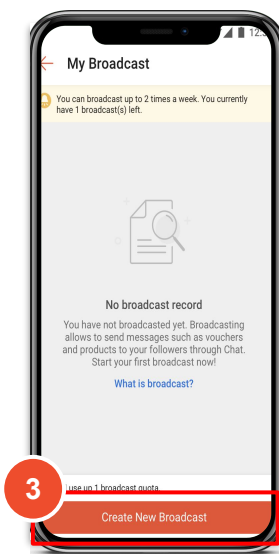 12:
My Broadcast
You can broadcast up to 2 times a week. You currently
have 1 broadcast(s) left.
No broadcast record
You have not broadcasted yet. Broadcasting
allows to send messages such as vouchers
and products to your followers through Chat.
Start your first broadcast now!
What is broadcast?
3
use up 1 broadcast quota
Create New Broadcast